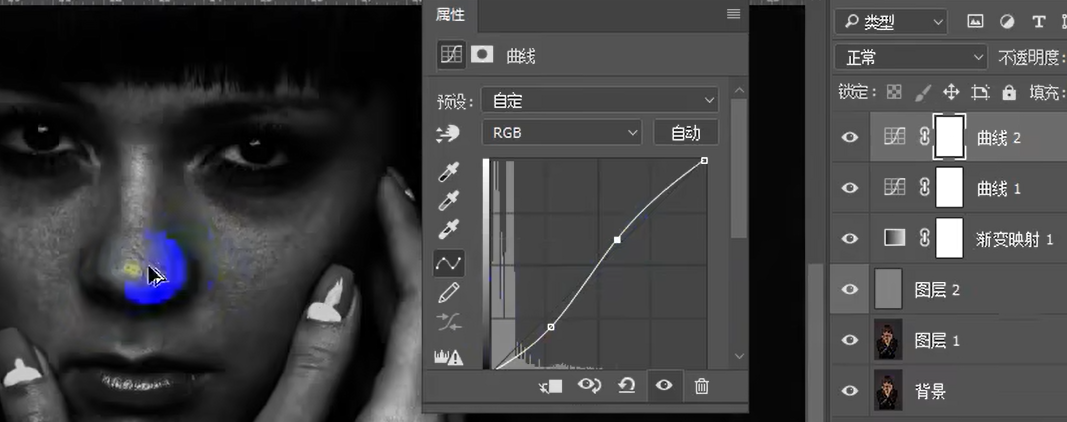 属性
曲线
预设：
自定
RGB
自动
类型
T
正常
不透明度:
锁定：
填充:
曲线 2
曲线 1
渐变映射 1
图层 2
图层 1
背景